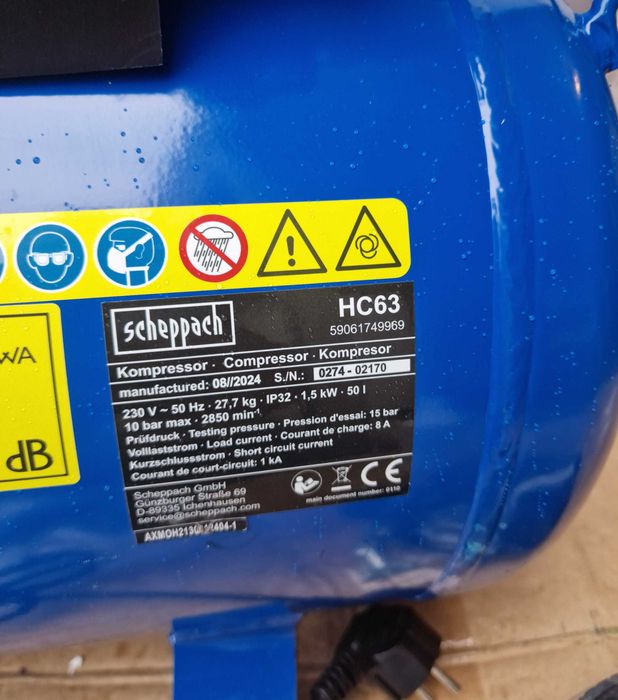 WA
dB
scheppach
HC63
59061749969
Kompressor · Compressor · Kompresor
manufactured: 08//2024 S./N.: 0274 - 02170
230 V ~ 50 Hz · 27,7 kg · IP32 · 1,5 kW · 50 l
10 bar max · 2850 min⁻¹
Prüfdruck · Testing pressure · Pression d'essai: 15 bar
Volllaststrom · Load current · Courant de charge: 8 A
Kurzschlussstrom · Short circuit current
Courant de court-circuit: 1 kA
Scheppach GmbH
Günzburger Straße 69
D-89335 Ichenhausen
service@scheppach.com
CE
main document number: 0110